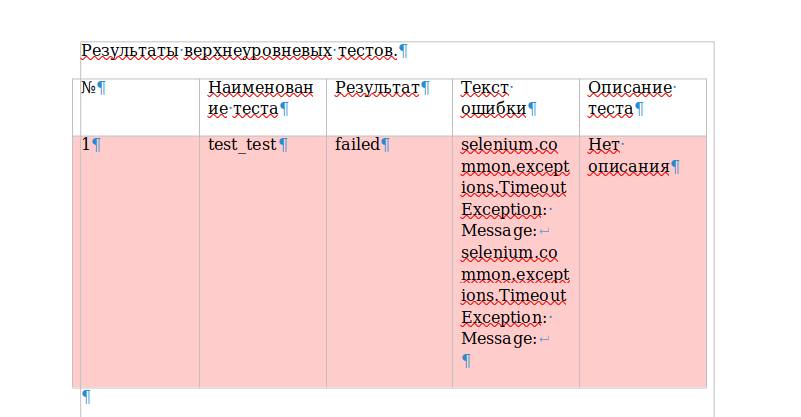 Результаты верхнеуровневых тестов.
№
Наименован
ие теста
Результат
Текст
ошибки
Описание
теста
1
test_test
failed
selenium.co
mmon.except
ions.Timeout
Exception:
Message:
selenium.co
mmon.except
ions.Timeout
Exception:
Message:
Нет
описания